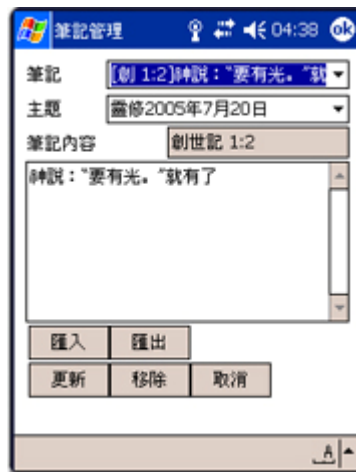 筆記管理 04:38 ok
筆記 [創 1:2]神說：“要有光。”就
主題 靈修2005年7月20日
筆記內容 創世記 1:2
神說：“要有光。”就有了
匯入 匯出
更新 移除 取消
A